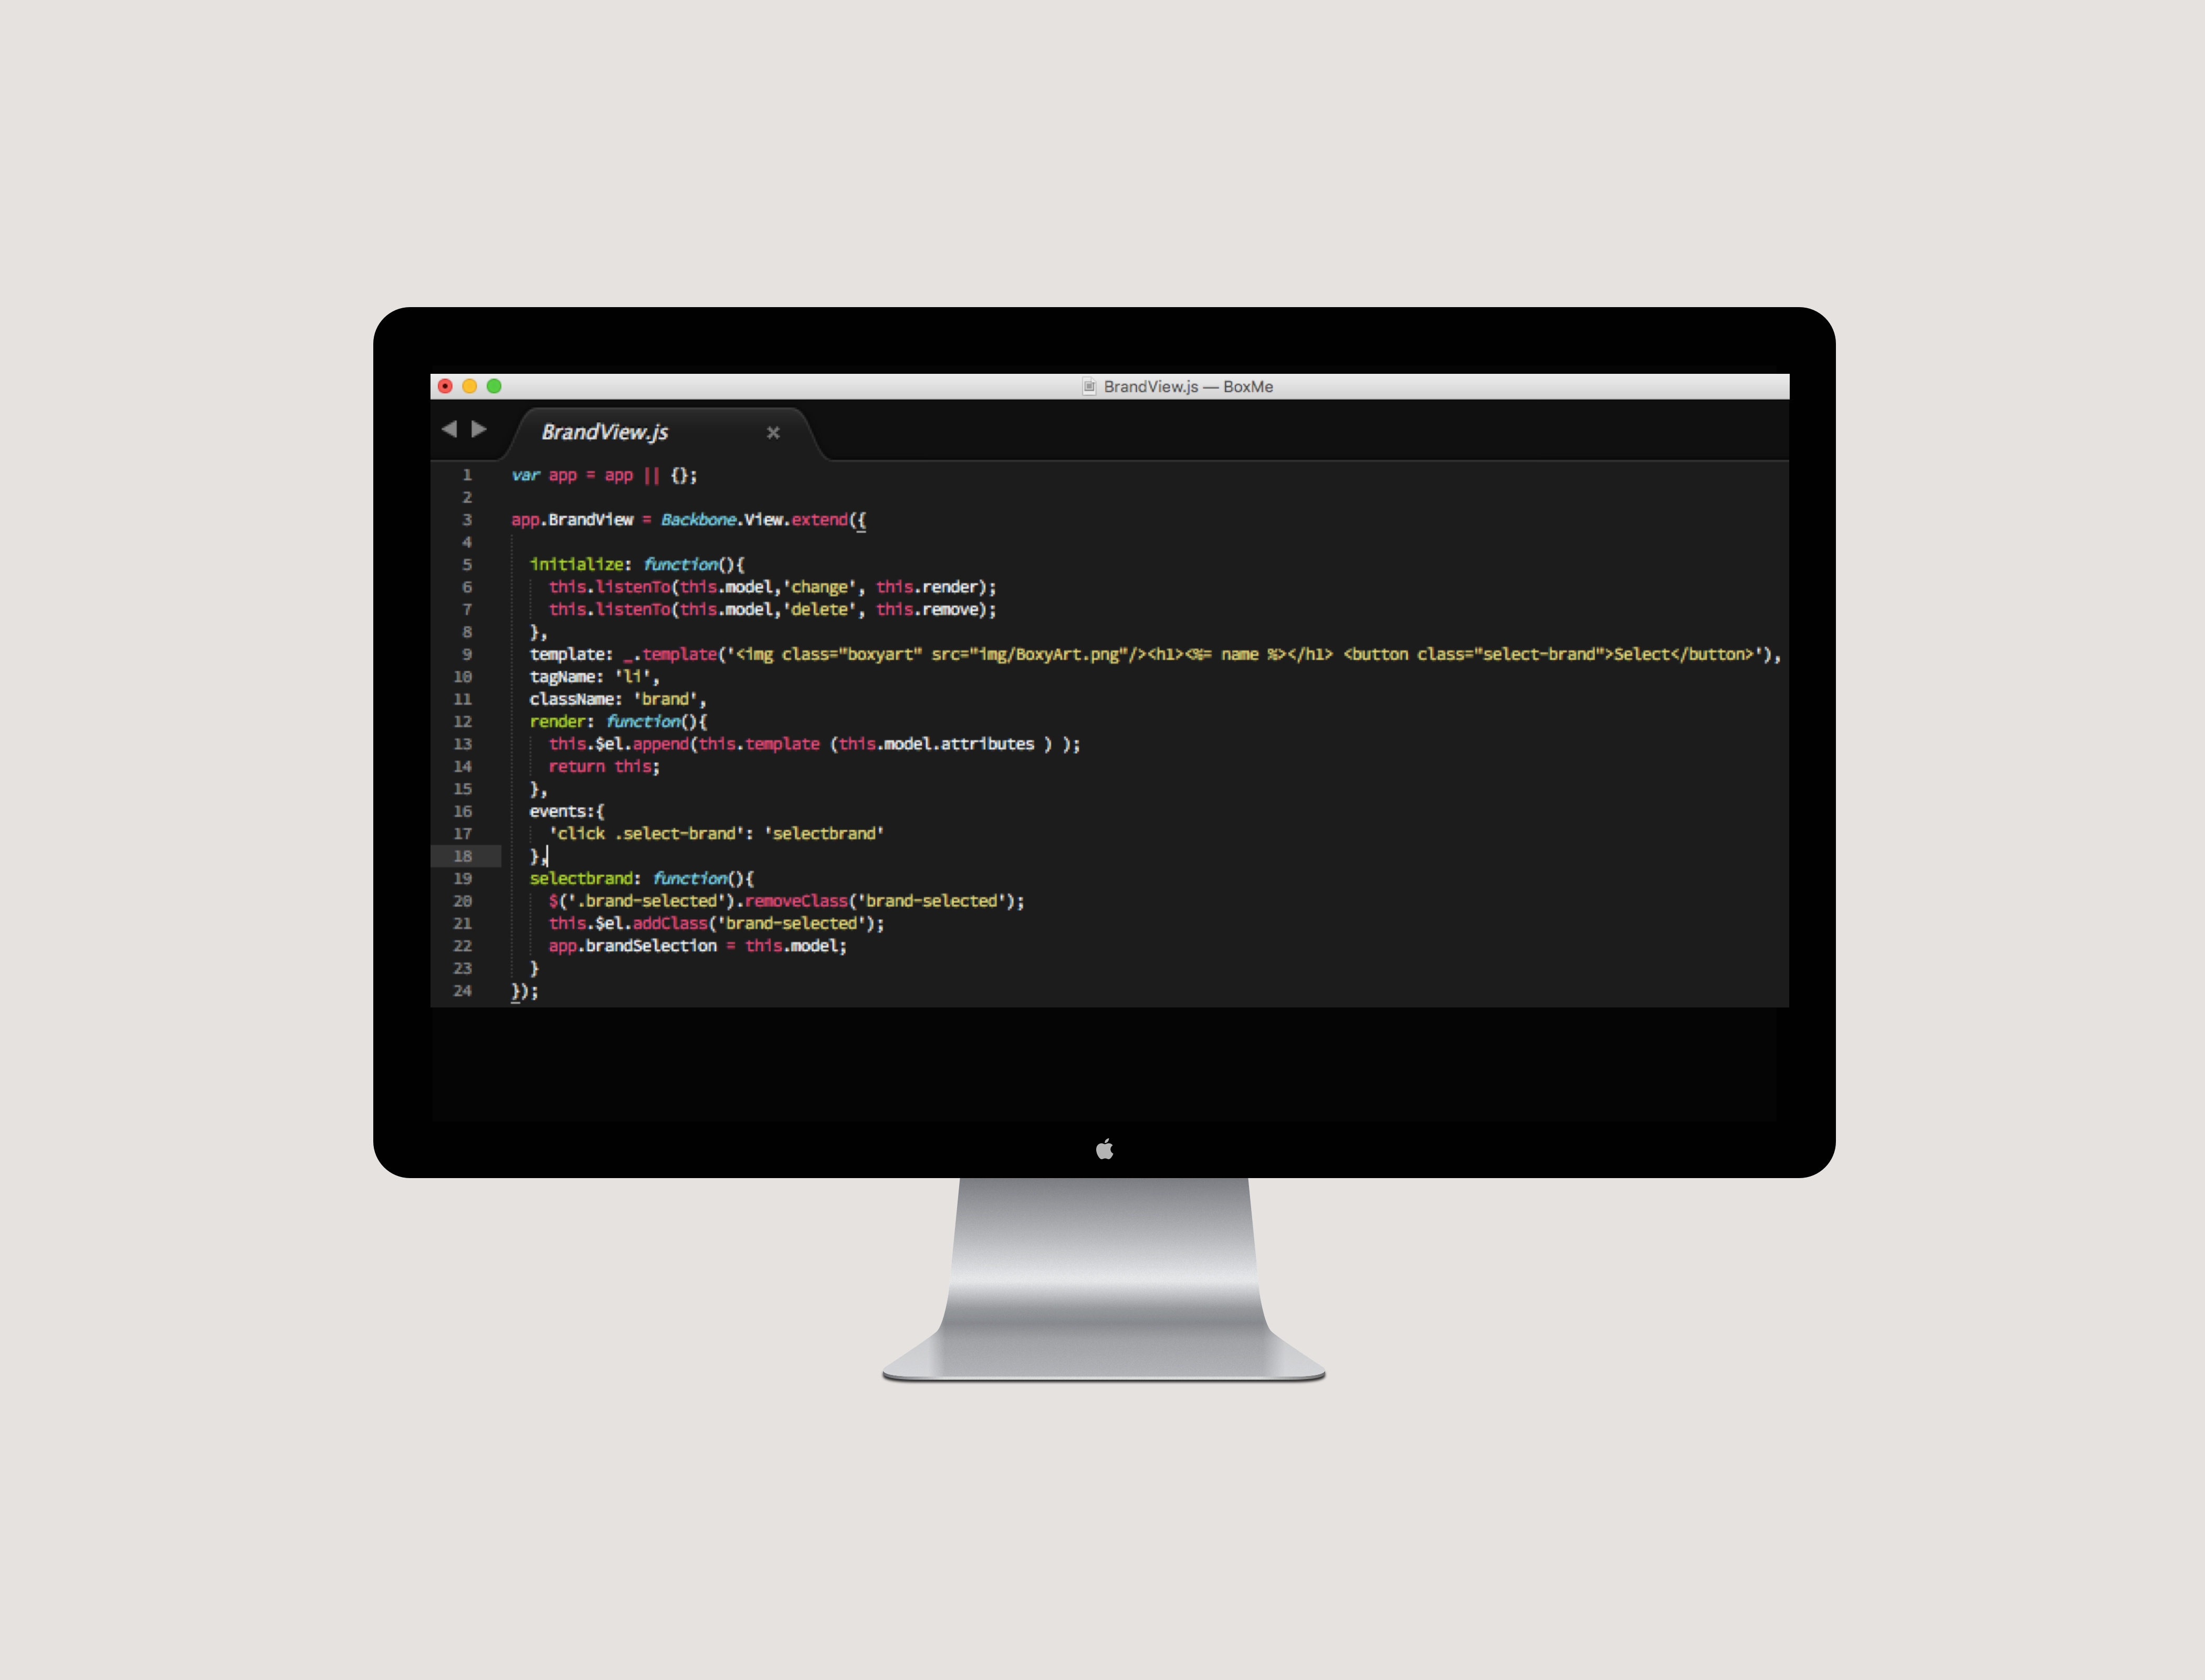 BrandView.js — BoxMe
BrandView.js
1 var app = app || {};
2
3 app.BrandView = Backbone.View.extend({
4
5   initialize: function(){
6     this.listenTo(this.model,'change', this.render);
7     this.listenTo(this.model,'delete', this.remove);
8   },
9   template: _.template('<img class="boxyart" src="img/BoxyArt.png"/><h1><%= name %></h1> <button class="select-brand">Select</button>'),
10   tagName: 'li',
11   className: 'brand',
12   render: function(){
13     this.$el.append(this.template (this.model.attributes ) );
14     return this;
15   },
16   events:{
17     'click .select-brand': 'selectbrand'
18   },
19   selectbrand: function(){
20     $('.brand-selected').removeClass('brand-selected');
21     this.$el.addClass('brand-selected');
22     app.brandSelection = this.model;
23   }
24 });